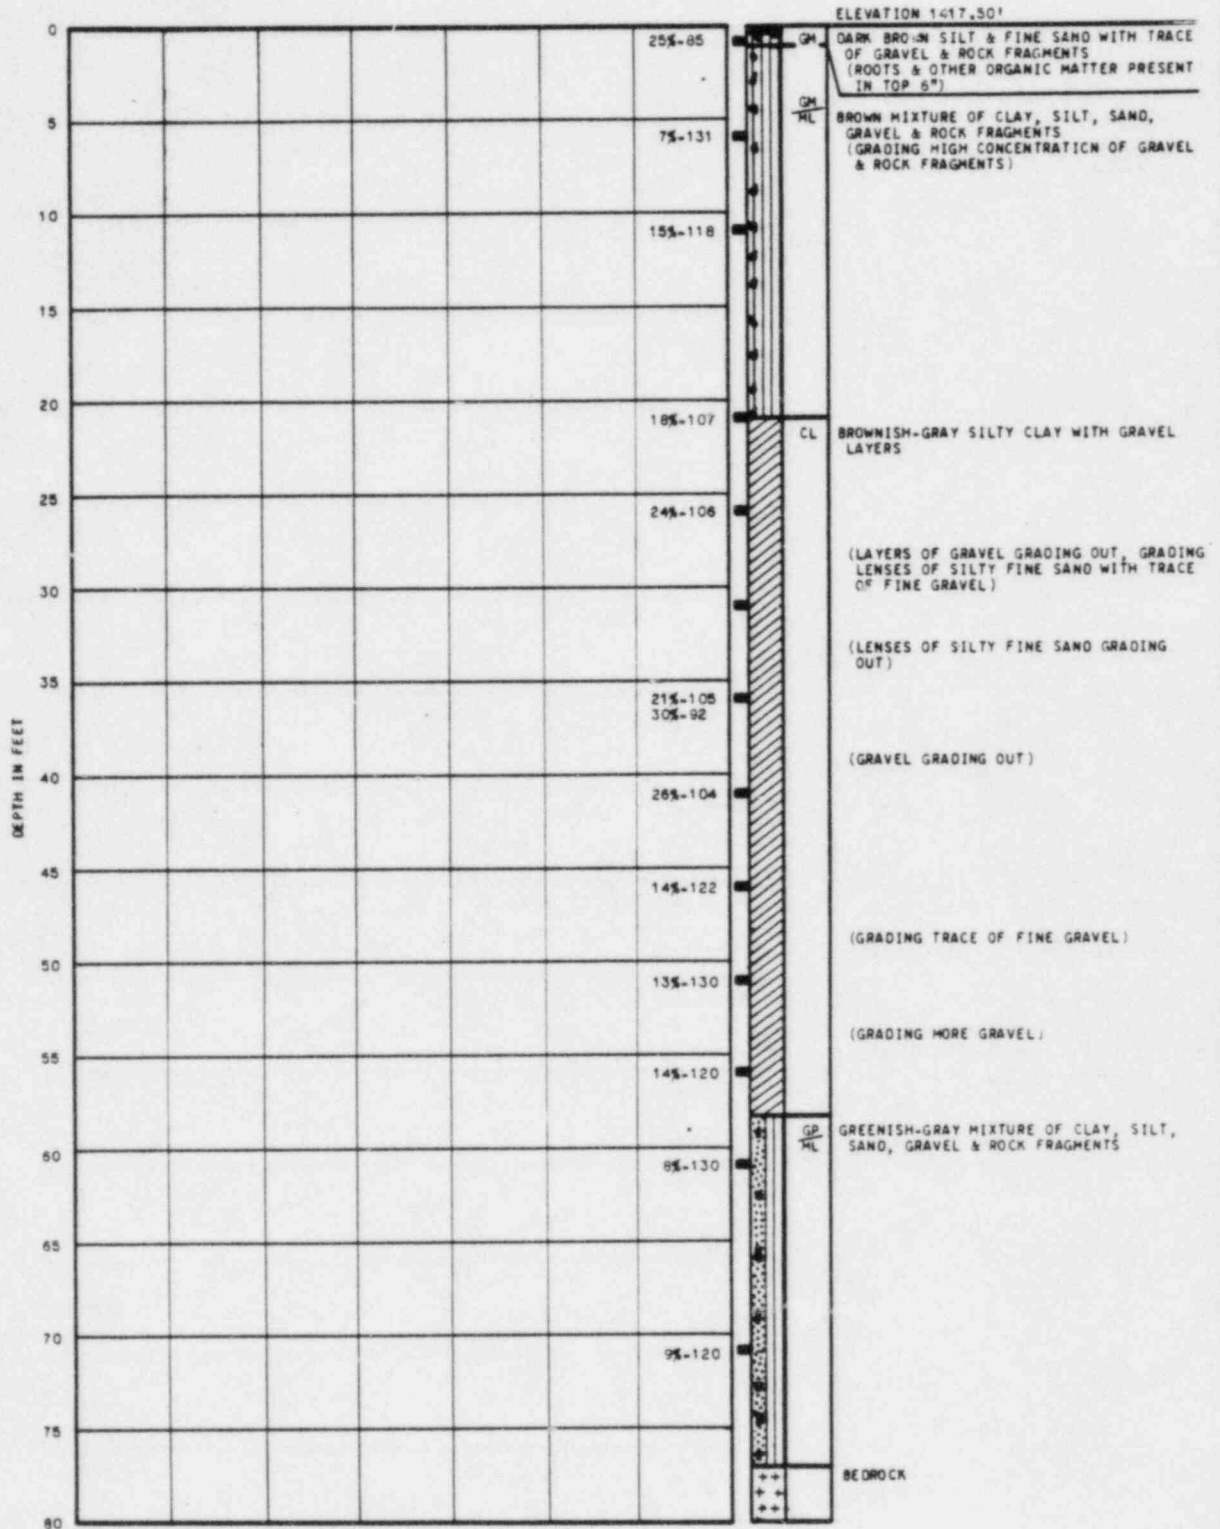 ELEVATION 1417.50'
0
25%-85
GM
DARK BROWN SILT & FINE SAND WITH TRACE
OF GRAVEL & ROCK FRAGMENTS
(ROOTS & OTHER ORGANIC MATTER PRESENT
IN TOP 6")
GM
ML
BROWN MIXTURE OF CLAY, SILT, SAND,
GRAVEL & ROCK FRAGMENTS
(GRADING HIGH CONCENTRATION OF GRAVEL
& ROCK FRAGMENTS)
5
7%-131
10
15%-118
15
20
18%-107
CL
BROWNISH-GRAY SILTY CLAY WITH GRAVEL
LAYERS
25
24%-106
(LAYERS OF GRAVEL GRADING OUT, GRADING
LENSES OF SILTY FINE SAND WITH TRACE
OF FINE GRAVEL)
30
(LENSES OF SILTY FINE SAND GRADING
OUT)
35
21%-105
30%-92
DEPTH IN FEET
(GRAVEL GRADING OUT)
40
26%-104
45
14%-122
(GRADING TRACE OF FINE GRAVEL)
50
13%-130
(GRADING MORE GRAVEL)
55
14%-120
GP
ML
GREENISH-GRAY MIXTURE OF CLAY, SILT,
SAND, GRAVEL & ROCK FRAGMENTS
60
8%-130
65
70
9%-120
75
BEDROCK
80